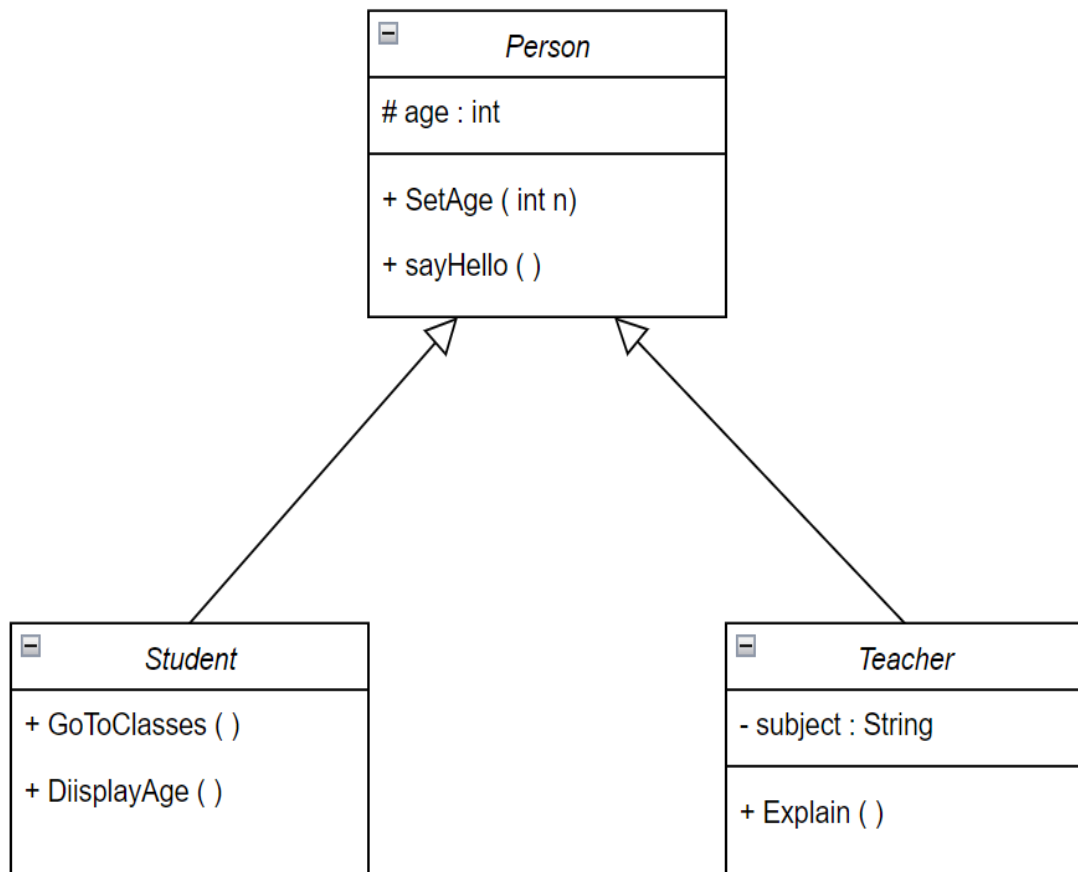 Person
# age : int
+ SetAge ( int n)
+ sayHello ( )
Student
+ GoToClasses ( )
+ DiisplayAge ( )
Teacher
- subject : String
+ Explain ( )